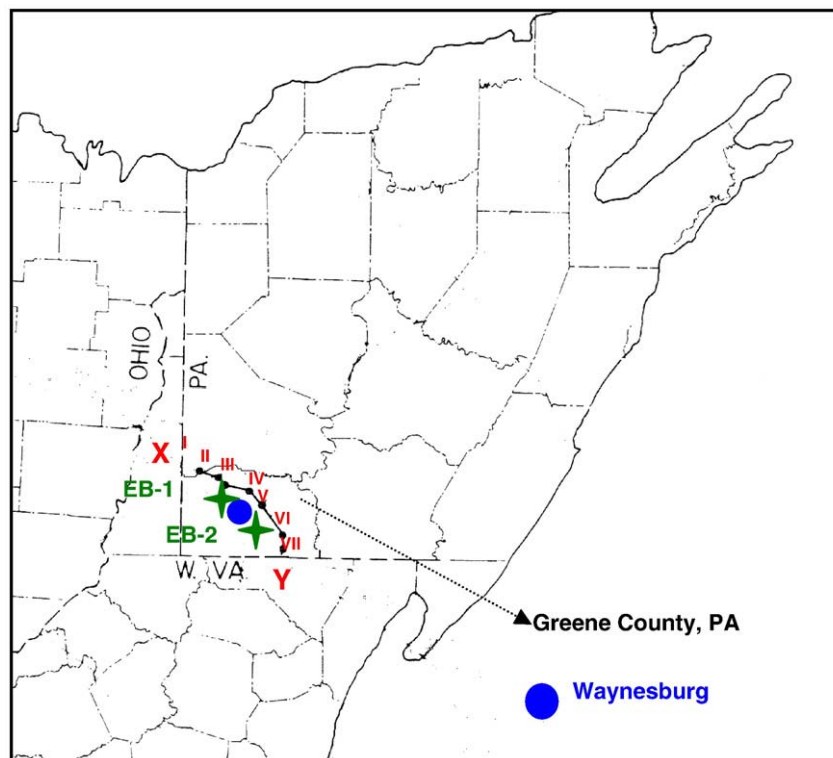 OHIO
PA.
X
I
II
III
IV
EB-1
V
VI
EB-2
VII
W. VA.
Y
Greene County, PA
Waynesburg